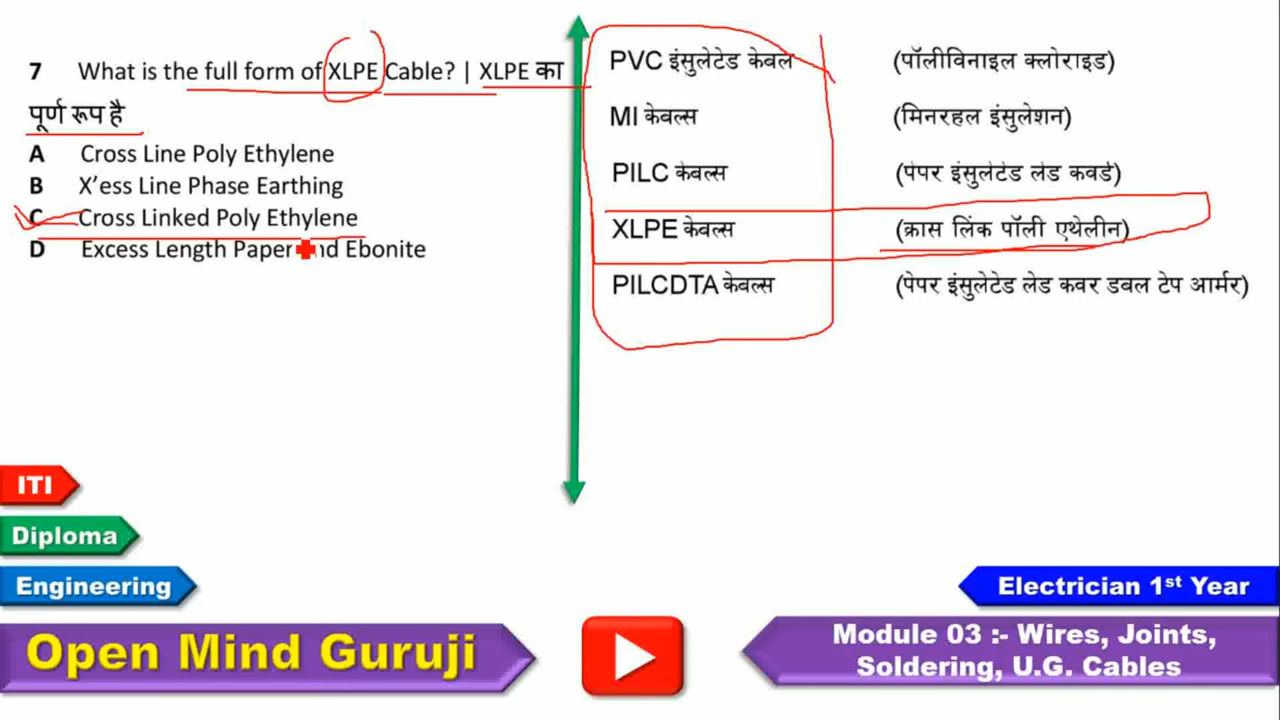 7 What is the full form of XLPE Cable? | XLPE का
पूर्ण रूप है
A Cross Line Poly Ethylene
B X'ess Line Phase Earthing
C Cross Linked Poly Ethylene
D Excess Length Paper and Ebonite
PVC इंसुलेटेड केबल (पॉलीविनाइल क्लोराइड)
MI केबल्स (मिनरहल इंसुलेशन)
PILC केबल्स (पेपर इंसुलेटेड लेड कवर्ड)
XLPE केबल्स (क्रास लिंक पॉली एथेलीन)
PILCDTA केबल्स (पेपर इंसुलेटेड लेड कवर डबल टेप आर्मर)
ITI
Diploma
Engineering
Open Mind Guruji
Electrician 1st Year
Module 03 :- Wires, Joints,
Soldering, U.G. Cables